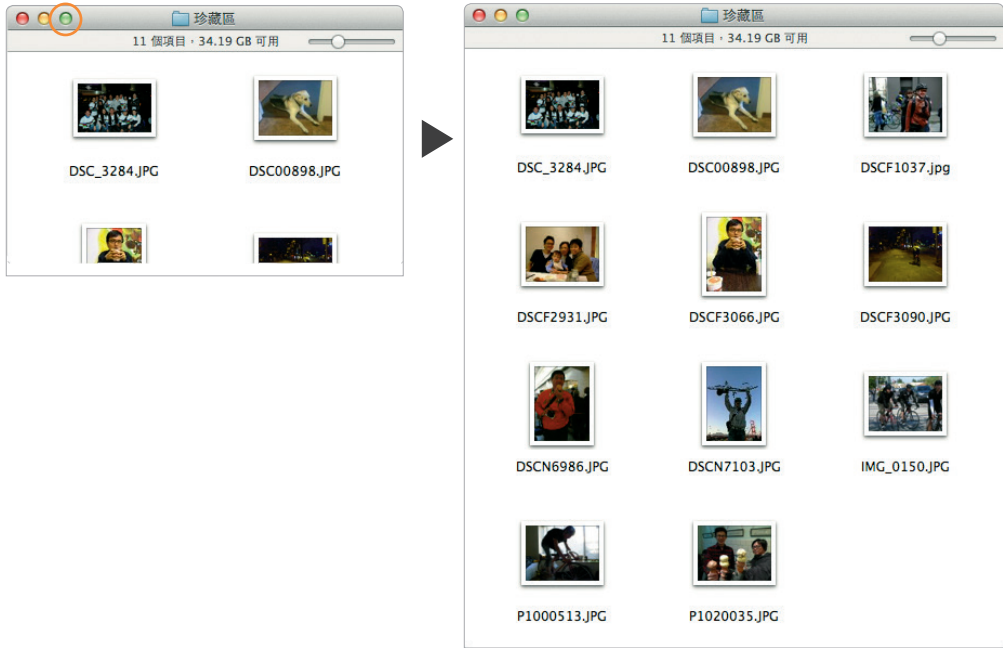 珍藏區
11 個項目，34.19 GB 可用
DSC_3284.JPG
DSC00898.JPG
珍藏區
11 個項目，34.19 GB 可用
DSC_3284.JPG
DSC00898.JPG
DSCF1037.jpg
DSCF2931.JPG
DSCF3066.JPG
DSCF3090.JPG
DSCN6986.JPG
DSCN7103.JPG
IMG_0150.JPG
P1000513.JPG
P1020035.JPG